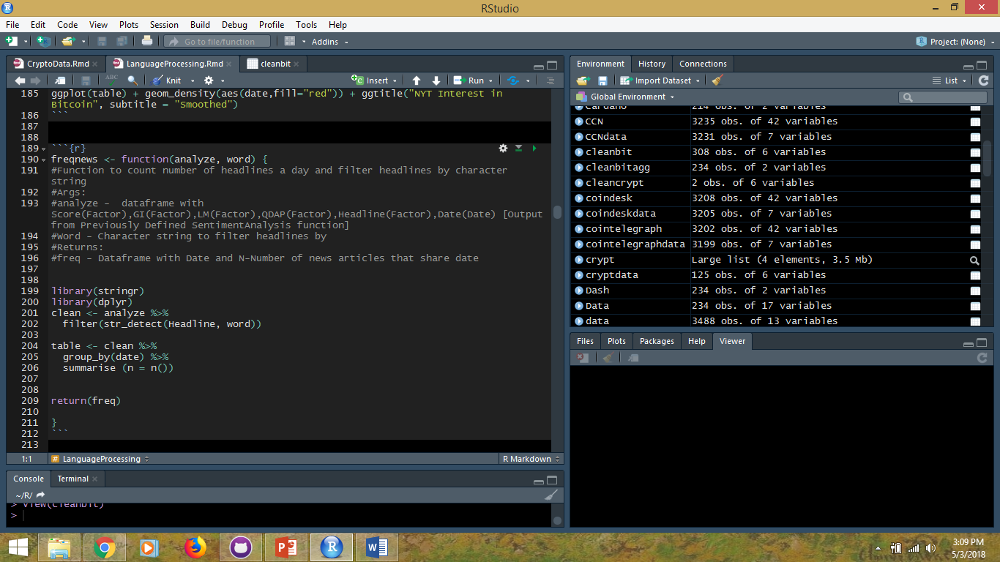 RStudio
File Edit Code View Plots Session Build Debug Profile Tools Help
Go to file/function Addins Project: (None)
CryptoData.Rmd LanguageProcessing.Rmd cleanbit
ABC Knit Insert Run
185 ggplot(table) + geom_density(aes(date,fill="red")) + ggtitle("NYT Interest in
Bitcoin", subtitle = "Smoothed")
186 ```
187
188
189 ```{r}
190 freqnews <- function(analyze, word) {
191 #Function to count number of headlines a day and filter headlines by character
string
192 #Args:
193 #analyze -  dataframe with
Score(Factor),GI(Factor),LM(Factor),QDAP(Factor),Headline(Factor),Date(Date) [Output
from Previously Defined SentimentAnalysis function]
194 #Word - Character string to filter headlines by
195 #Returns:
196 #freq - Dataframe with Date and N-Number of news articles that share date
197
198
199 library(stringr)
200 library(dplyr)
201 clean <- analyze %>%
202   filter(str_detect(Headline, word))
203
204 table <- clean %>%
205   group_by(date) %>%
206   summarise (n = n())
207
208
209 return(freq)
210
211 }
212 ```
213
1:1 # LanguageProcessing R Markdown
Console Terminal
~/R/
> View(cleanbit)
>
Environment History Connections
Import Dataset List
Global Environment
Cardano 214 obs. of 2 variables
CCN 3235 obs. of 42 variables
CCNdata 3231 obs. of 7 variables
cleanbit 308 obs. of 6 variables
cleanbitagg 234 obs. of 2 variables
cleancrypt 2 obs. of 6 variables
coindesk 3208 obs. of 42 variables
coindeskdata 3205 obs. of 7 variables
cointelegraph 3202 obs. of 42 variables
cointelegraphdata 3199 obs. of 7 variables
crypt Large list (4 elements, 3.5 Mb)
cryptdata 125 obs. of 6 variables
Dash 234 obs. of 2 variables
Data 234 obs. of 17 variables
data 3488 obs. of 13 variables
Files Plots Packages Help Viewer
3:09 PM
5/3/2018